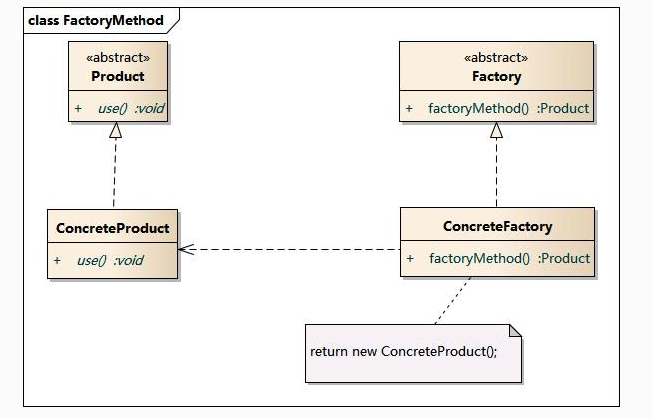 class FactoryMethod
«abstract»
Product
+ use() :void
«abstract»
Factory
+ factoryMethod() :Product
ConcreteProduct
+ use() :void
ConcreteFactory
+ factoryMethod() :Product
return new ConcreteProduct();